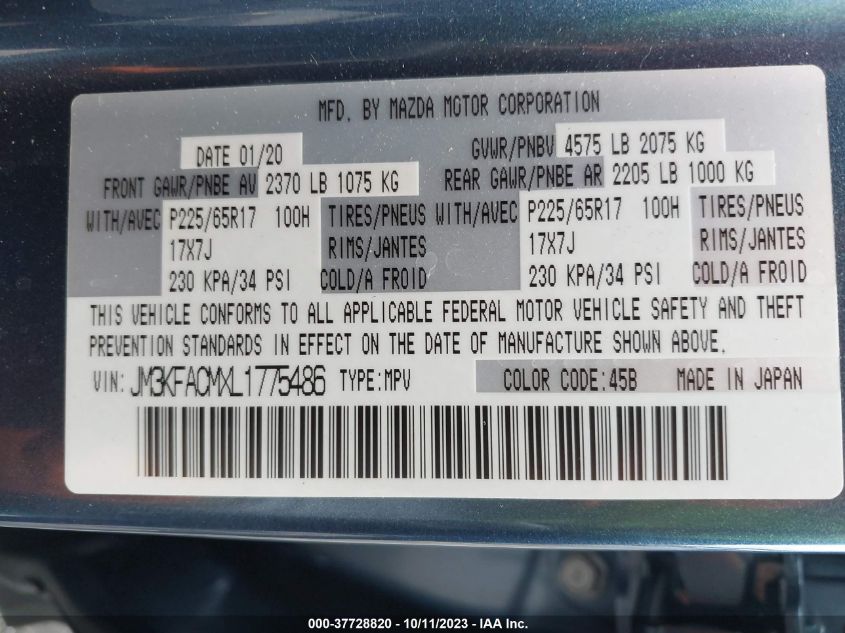 MFD. BY MAZDA MOTOR CORPORATION
DATE 01/20 GVWR/PNBV 4575 LB 2075 KG
FRONT GAWR/PNBE AV 2370 LB 1075 KG REAR GAWR/PNBE AR 2205 LB 1000 KG
WITH/AVEC P225/65R17 100H TIRES/PNEUS WITH/AVEC P225/65R17 100H TIRES/PNEUS
17X7J RIMS/JANTES 17X7J RIMS/JANTES
230 KPA/34 PSI COLD/A FROID 230 KPA/34 PSI COLD/A FROID
THIS VEHICLE CONFORMS TO ALL APPLICABLE FEDERAL MOTOR VEHICLE SAFETY AND THEFT
PREVENTION STANDARDS IN EFFECT ON THE DATE OF MANUFACTURE SHOWN ABOVE.
VIN: JM3KFACMXL1775486 TYPE:MPV COLOR CODE:45B MADE IN JAPAN
000-37728820 - 10/11/2023 - IAA Inc.